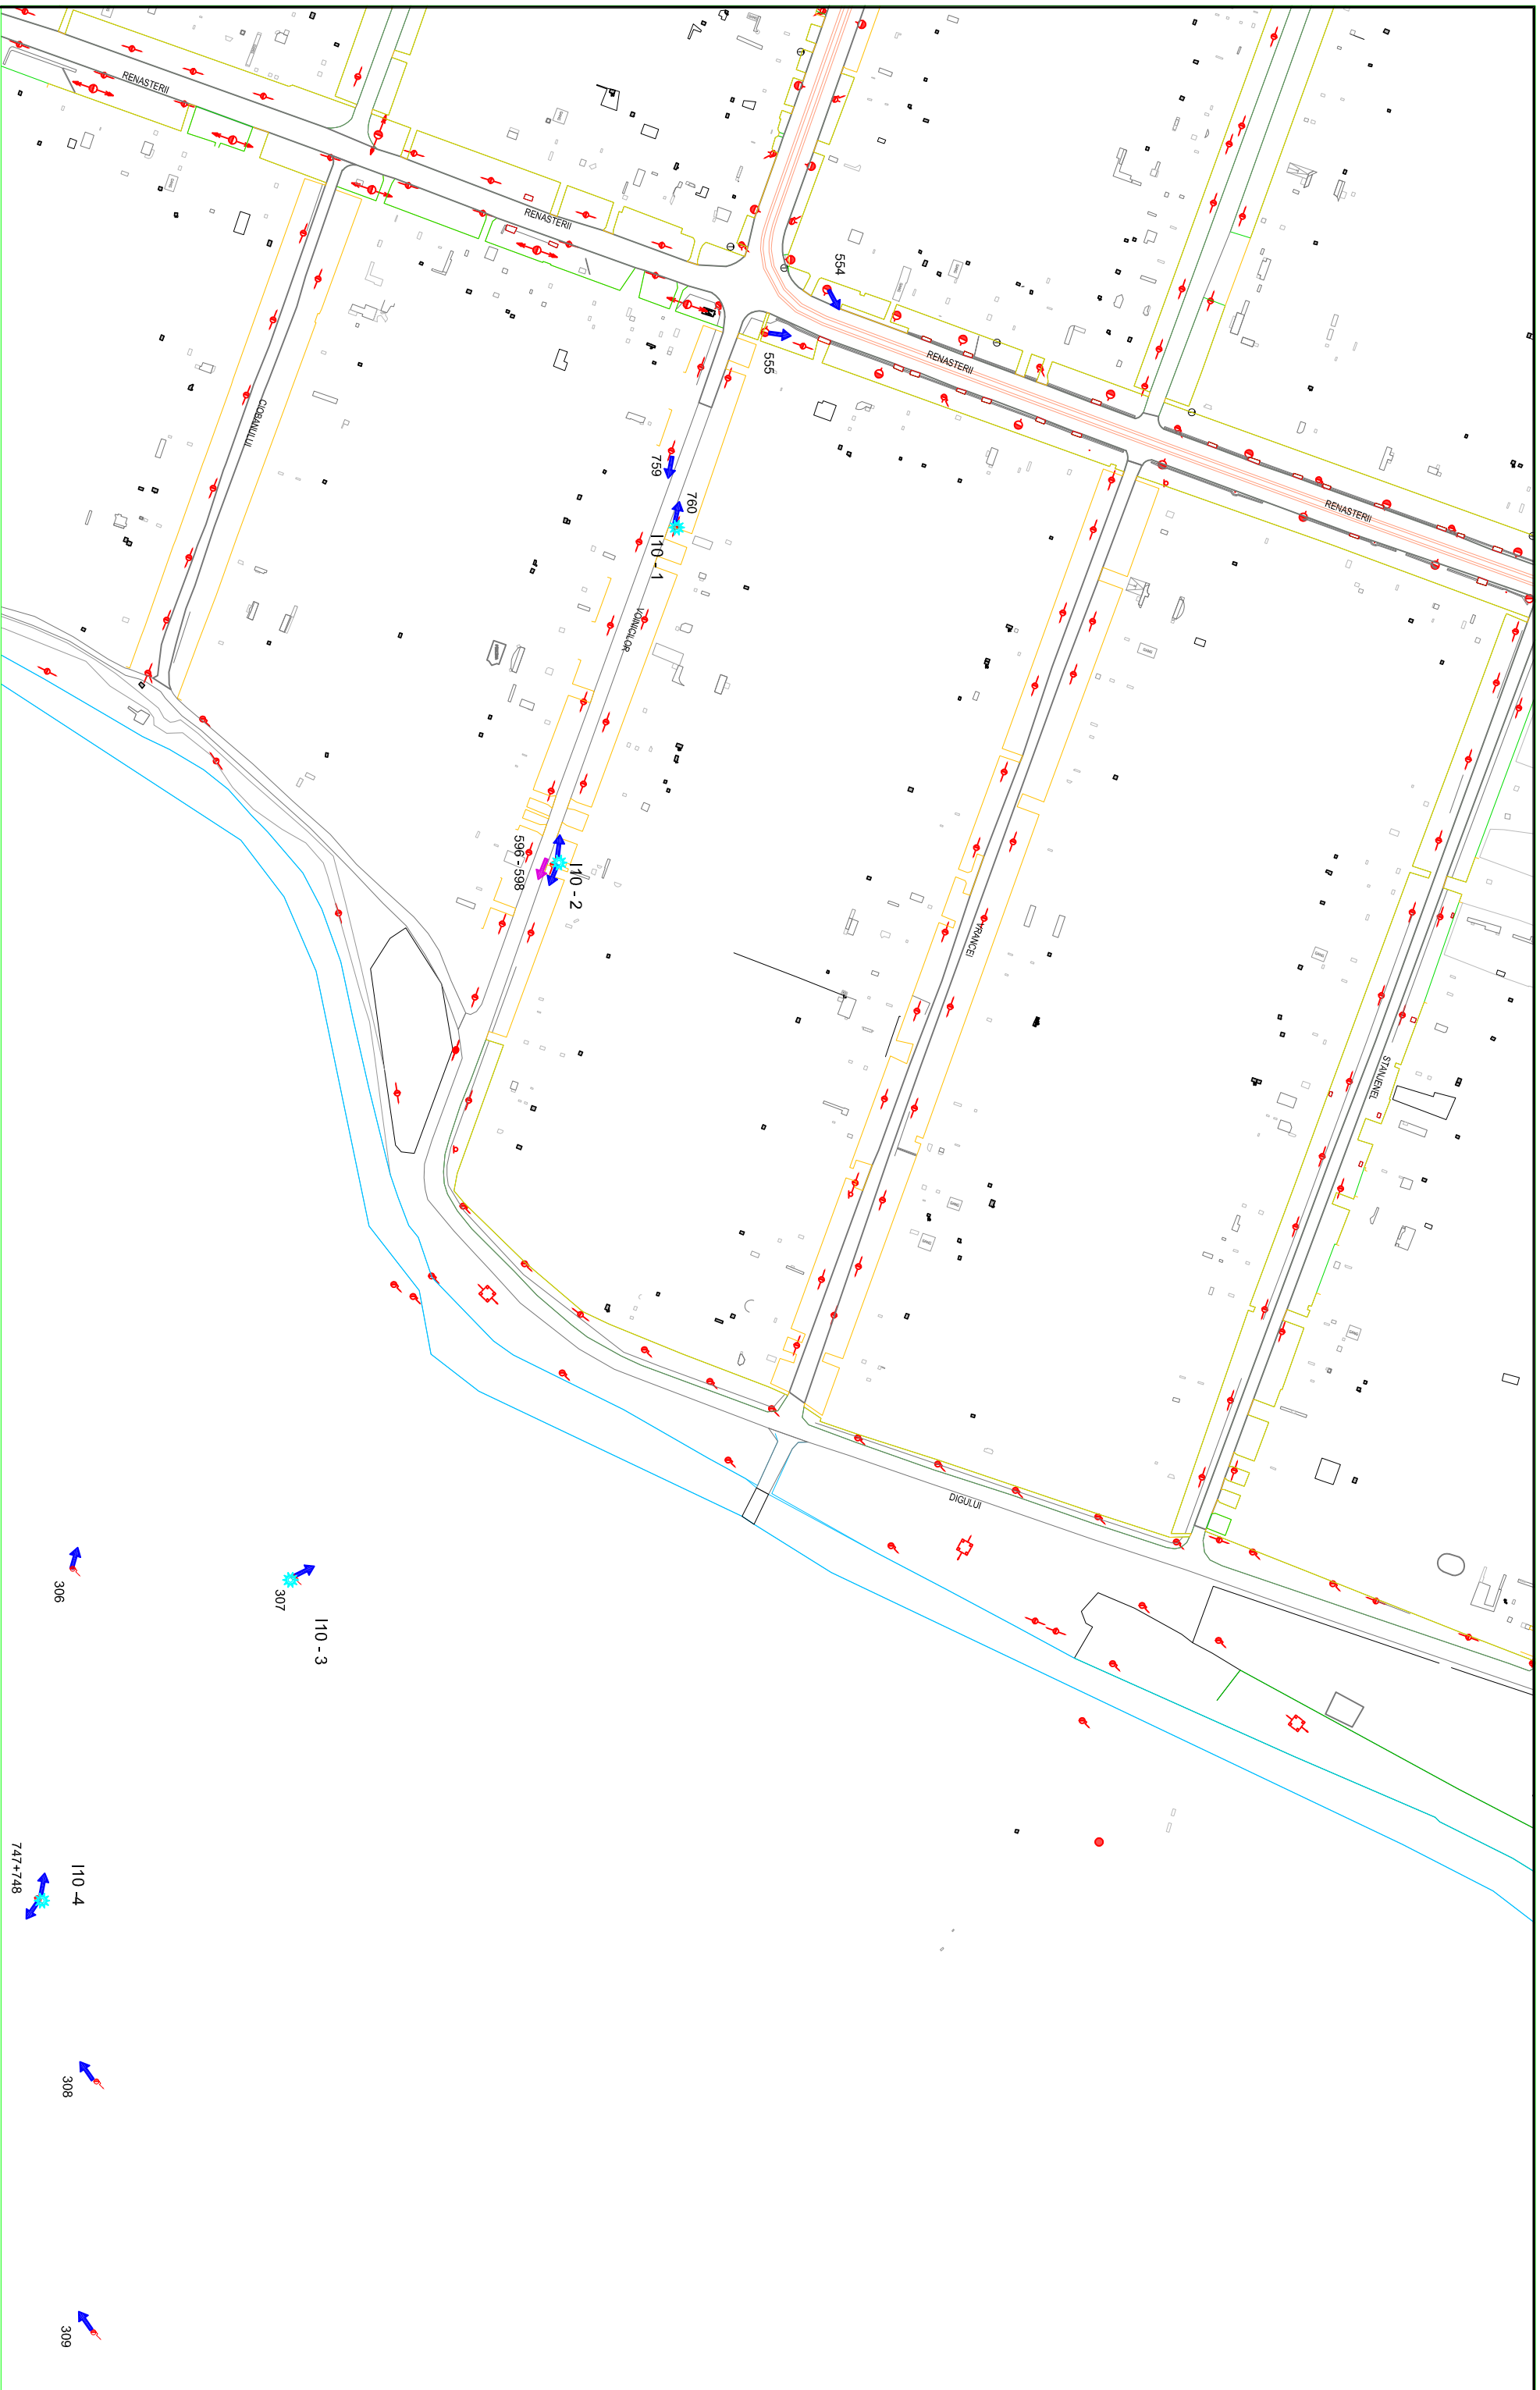 RENASTERII
RENASTERII
554
555
RENASTERII
RENASTERII
CIOBANULUI
759
760
I10 - 1
VOINICILOR
596 - 598
I10 - 2
VRANCEI
STANJENEL
DIGULUI
306
307
I10 - 3
747+748
I10 -4
308
309